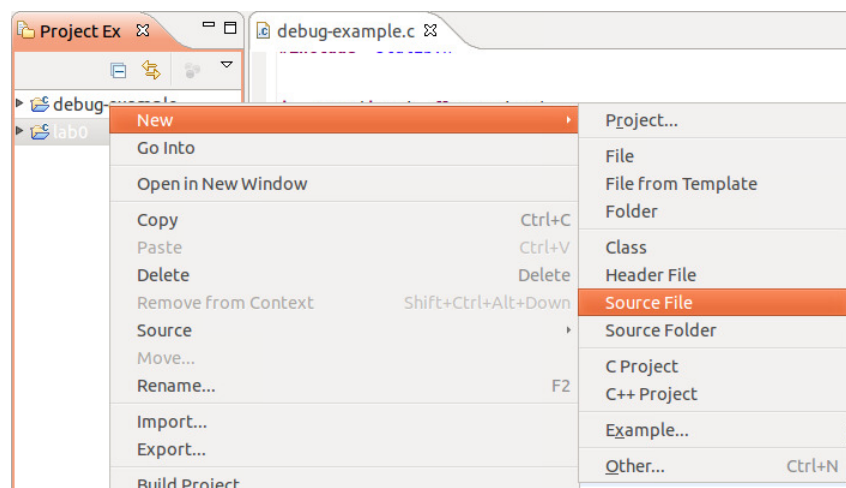 Project Ex
debug-example.c
debug-example
lab0
New
Go Into
Open in New Window
Copy Ctrl+C
Paste Ctrl+V
Delete Delete
Remove from Context Shift+Ctrl+Alt+Down
Source
Move...
Rename... F2
Import...
Export...
Build Project
Project...
File
File from Template
Folder
Class
Header File
Source File
Source Folder
C Project
C++ Project
Example...
Other... Ctrl+N